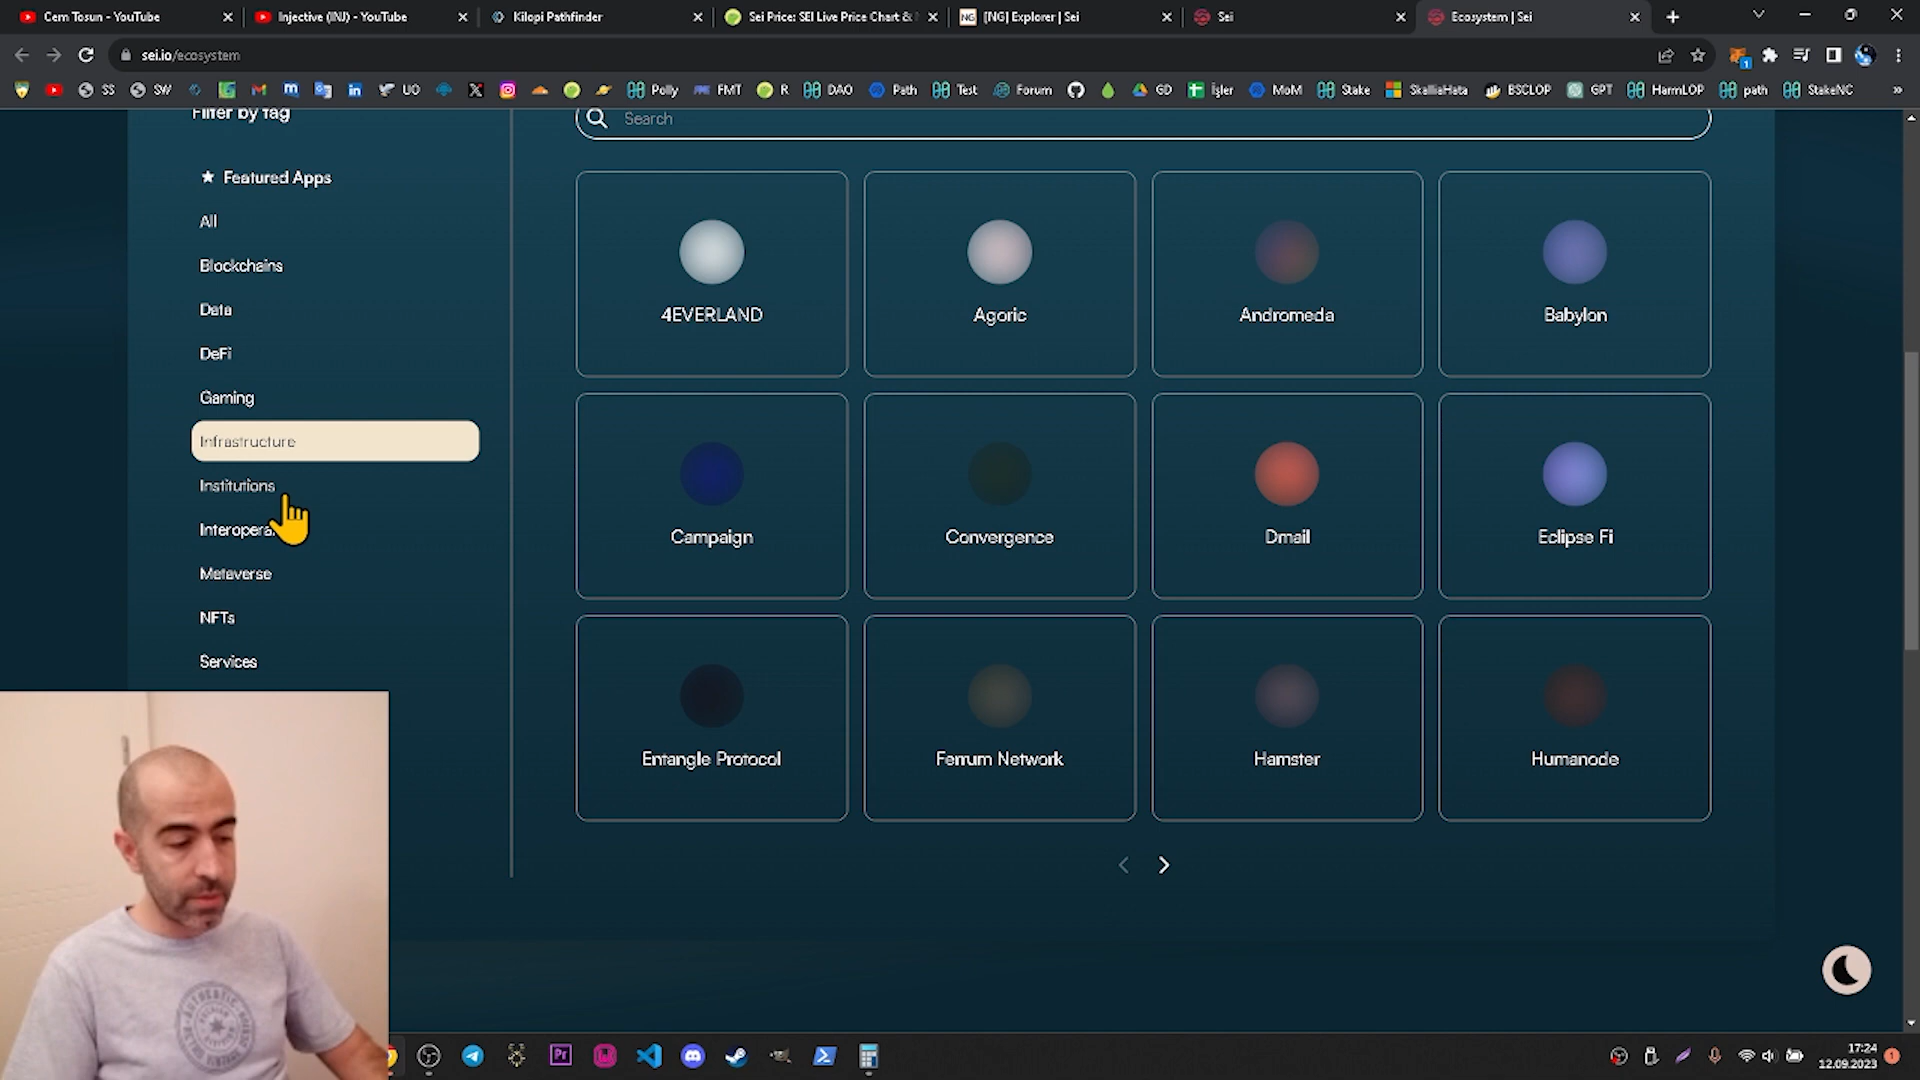 Cem Tosun - YouTube
Injective (INJ) - YouTube
Kilopi Pathfinder
Sei Price: SEI Live Price Chart &
[NG] Explorer | Sei
Sei
Ecosystem | Sei
sei.io/ecosystem
SS
SW
UO
Polly
FMT
R
DAO
Path
Test
Forum
GD
İşler
MoM
Stake
SkalliaHata
BSCLOP
GPT
HarmLOP
path
StakeNC
Filter by tag
Search
Featured Apps
All
Blockchains
Data
DeFi
Gaming
Infrastructure
Institutions
Interopera
Metaverse
NFTs
Services
4EVERLAND
Agoric
Andromeda
Babylon
Campaign
Convergence
Dmail
Eclipse Fi
Entangle Protocol
Ferrum Network
Hamster
Humanode
AUTHENTIC
17:24
12.09.2023